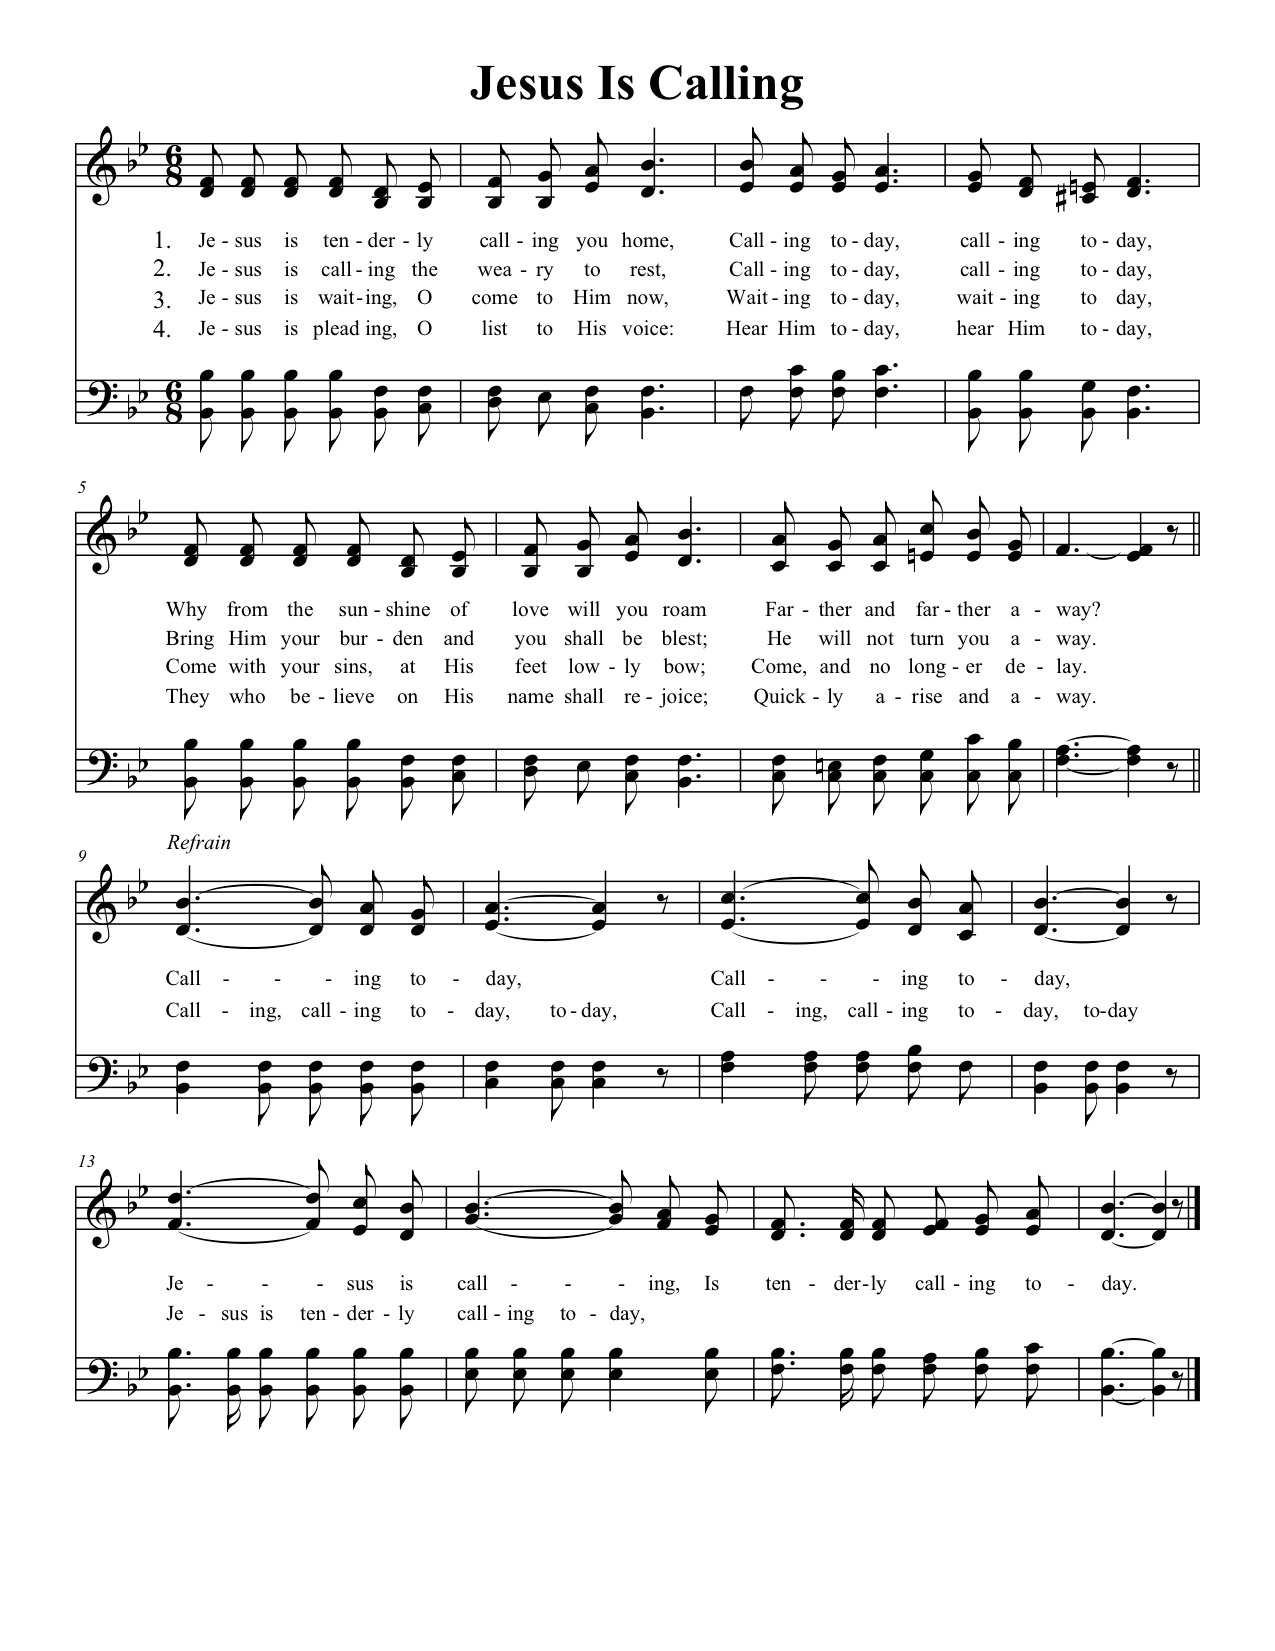 Jesus Is Calling
6
8
1. Je - sus is ten - der - ly call - ing you home, Call - ing to - day, call - ing to - day,
2. Je - sus is call - ing the wea - ry to rest, Call - ing to - day, call - ing to - day,
3. Je - sus is wait - ing, O come to Him now, Wait - ing to - day, wait - ing to day,
4. Je - sus is plead ing, O list to His voice: Hear Him to - day, hear Him to - day,
6
8
5
Why from the sun - shine of love will you roam Far - ther and far - ther a - way?
Bring Him your bur - den and you shall be blest; He will not turn you a - way.
Come with your sins, at His feet low - ly bow; Come, and no long - er de - lay.
They who be - lieve on His name shall re - joice; Quick - ly a - rise and a - way.
Refrain
9
Call - - - ing to - day, Call - - - ing to - day,
Call - ing, call - ing to - day, to - day, Call - ing, call - ing to - day, to-day
13
Je - - - sus is call - - - ing, Is ten - der-ly call - ing to - day.
Je - sus is ten - der - ly call - ing to - day,